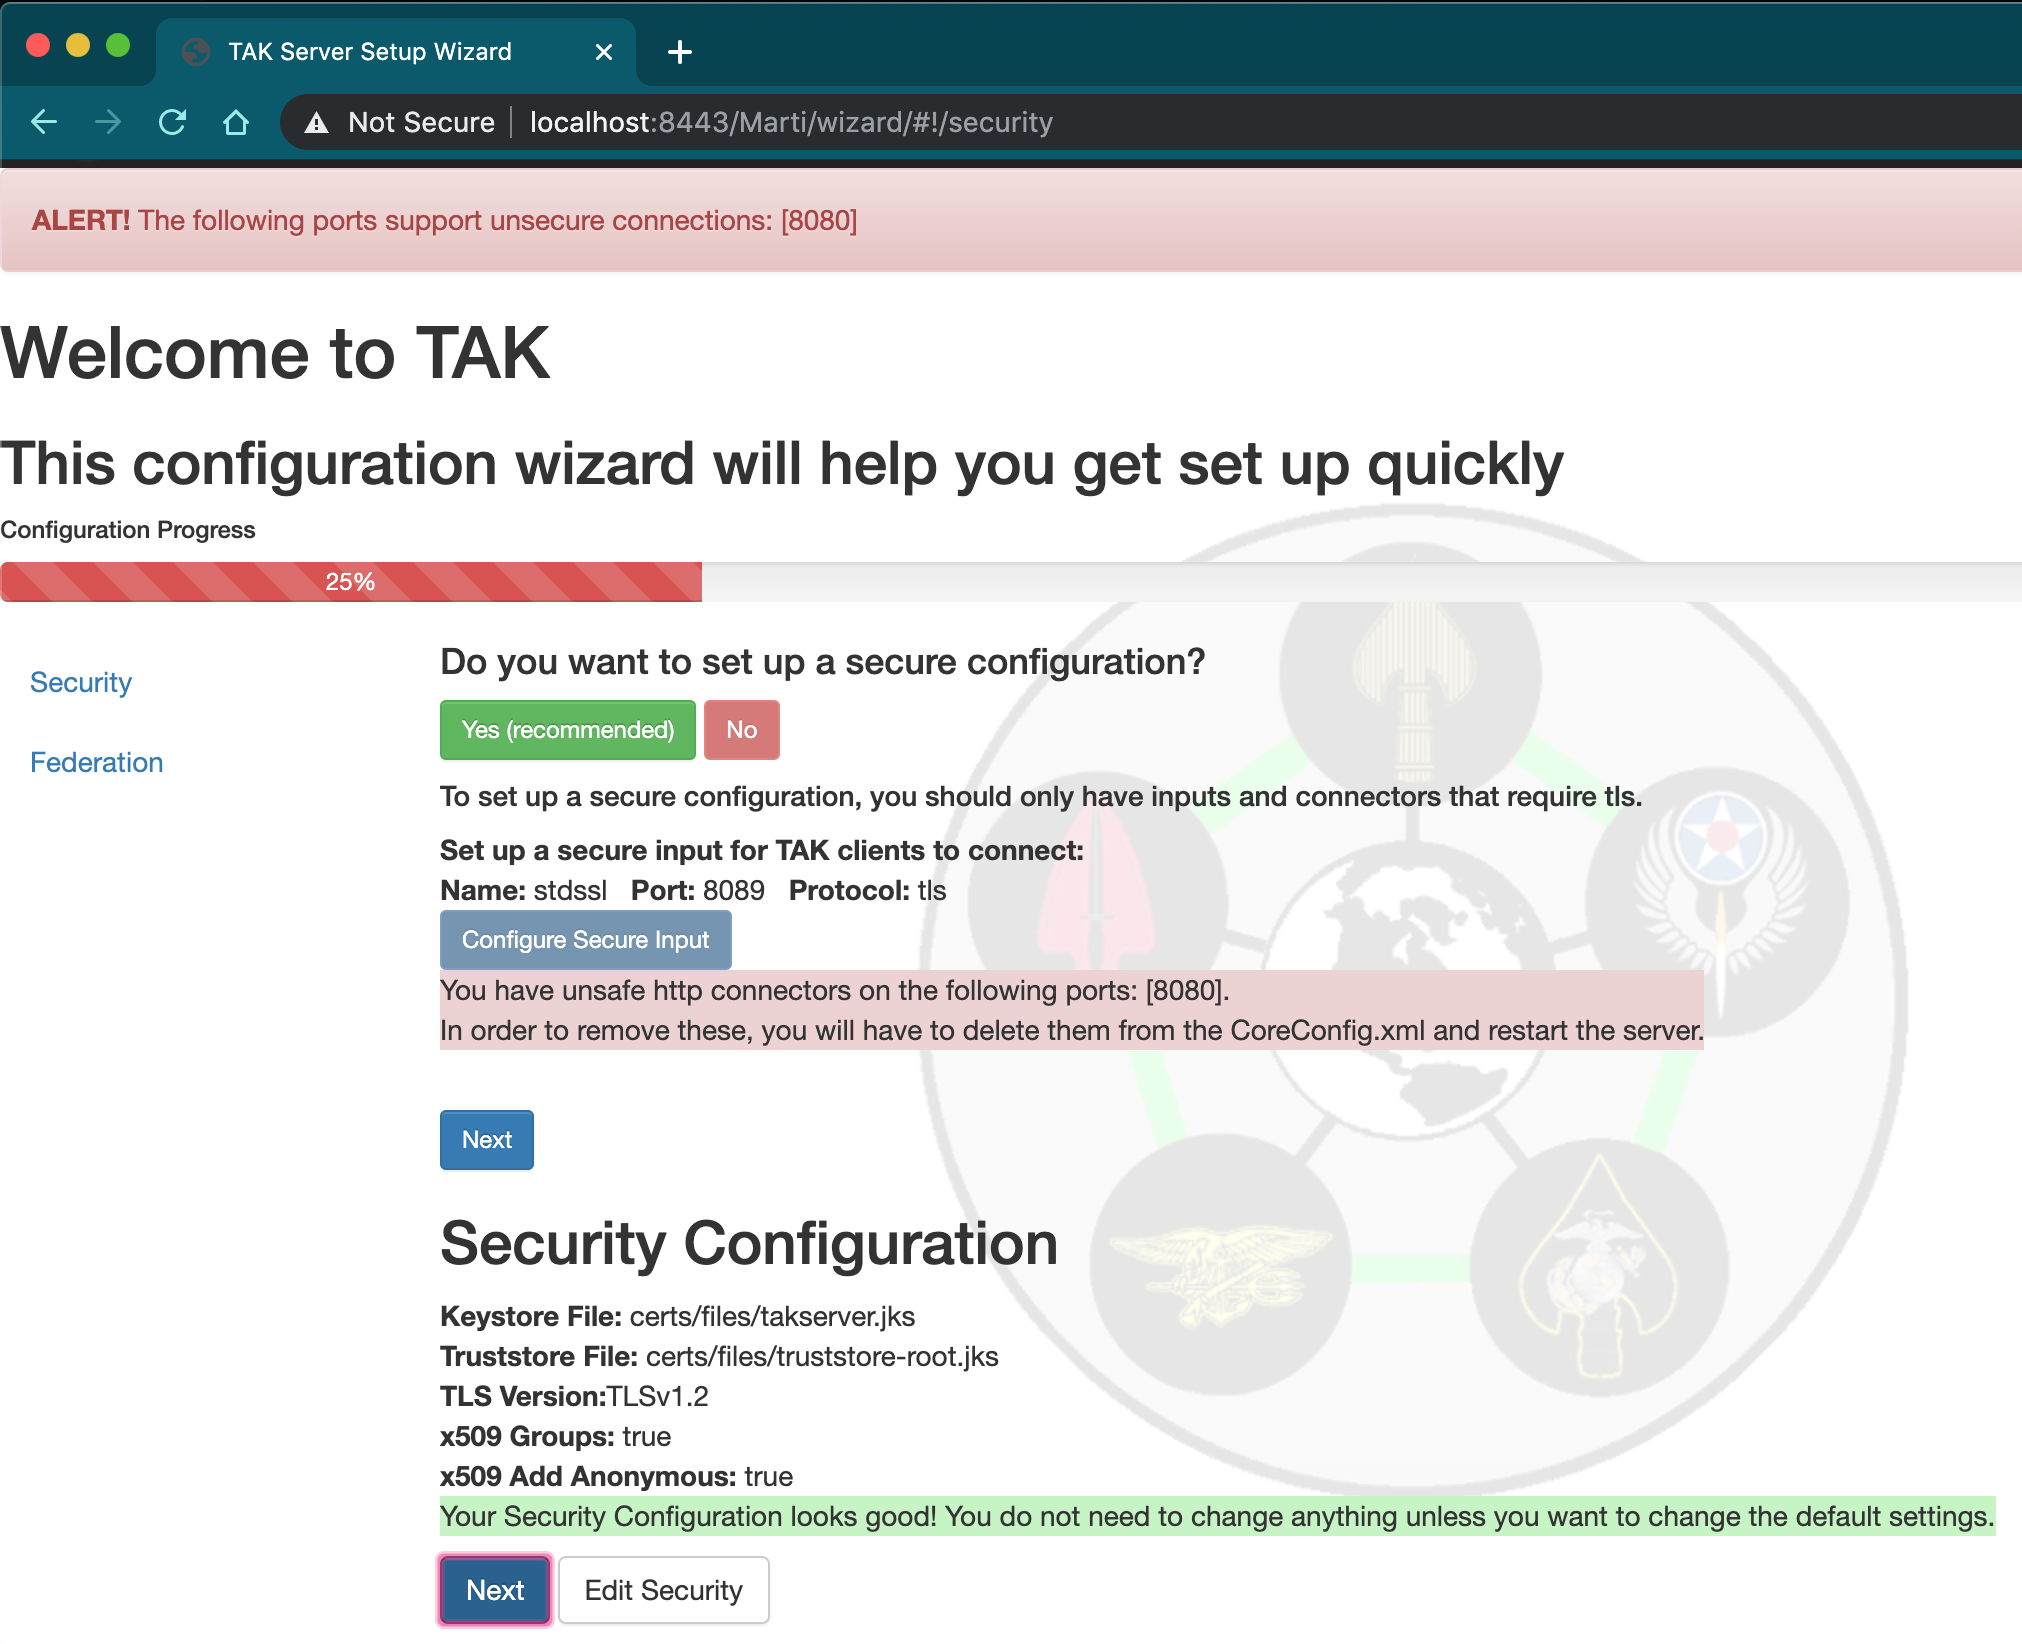 TAK Server Setup Wizard
Not Secure localhost:8443/Marti/wizard/#!/security
ALERT! The following ports support unsecure connections: [8080]
Welcome to TAK
This configuration wizard will help you get set up quickly
Configuration Progress
25%
Security
Federation
Do you want to set up a secure configuration?
Yes (recommended) No
To set up a secure configuration, you should only have inputs and connectors that require tls.
Set up a secure input for TAK clients to connect:
Name: stdssl Port: 8089 Protocol: tls
Configure Secure Input
You have unsafe http connectors on the following ports: [8080].
In order to remove these, you will have to delete them from the CoreConfig.xml and restart the server.
Next
Security Configuration
Keystore File: certs/files/takserver.jks
Truststore File: certs/files/truststore-root.jks
TLS Version:TLSv1.2
x509 Groups: true
x509 Add Anonymous: true
Your Security Configuration looks good! You do not need to change anything unless you want to change the default settings.
Next Edit Security